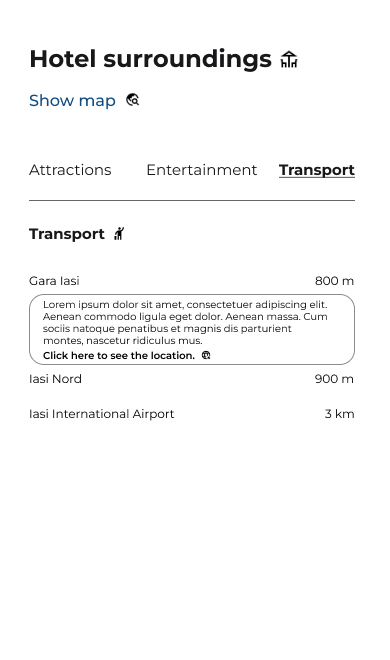 Hotel surroundings
Show map
Attractions Entertainment Transport
Transport
Gara Iasi 800 m
Lorem ipsum dolor sit amet, consectetuer adipiscing elit.
Aenean commodo ligula eget dolor. Aenean massa. Cum
sociis natoque penatibus et magnis dis parturient
montes, nascetur ridiculus mus.
Click here to see the location.
Iasi Nord 900 m
Iasi International Airport 3 km